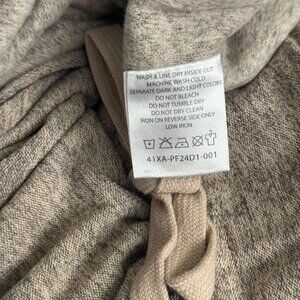 WASH & LINE DRY INSIDE OUT
MACHINE WASH COLD
SEPARATE DARK AND LIGHT COLORS
DO NOT BLEACH
DO NOT TUMBLE DRY
DO NOT DRY CLEAN
IRON ON REVERSE SIDE ONLY
LOW IRON
41XA-PF24D1-001